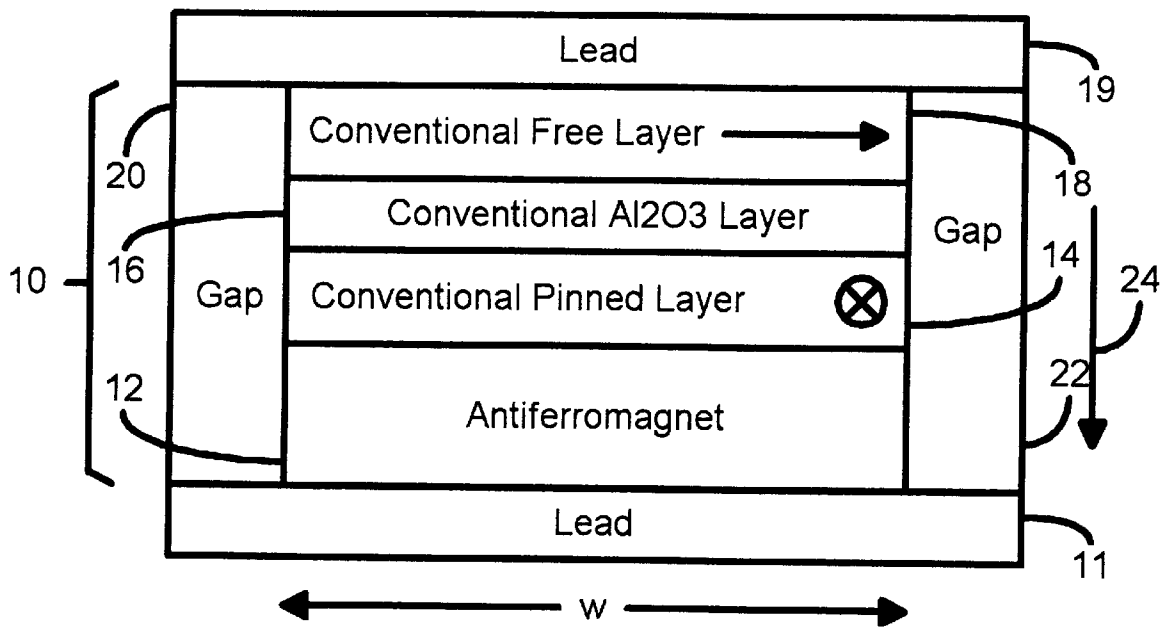 Lead
19
Conventional Free Layer
20
18
Conventional Al2O3 Layer
Gap
16
14
10
Gap
Conventional Pinned Layer
24
12
22
Antiferromagnet
Lead
11
W